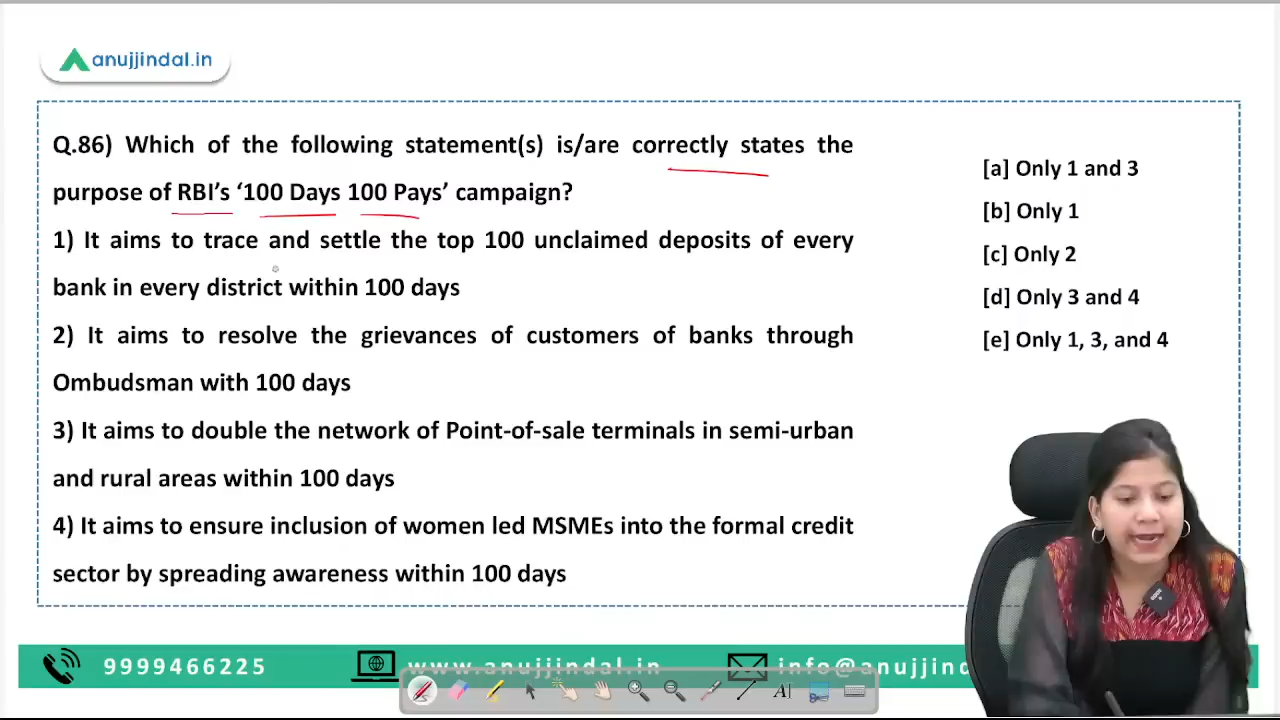 anujjindal.in
Q.86) Which of the following statement(s) is/are correctly states the
purpose of RBI's '100 Days 100 Pays' campaign?
1) It aims to trace and settle the top 100 unclaimed deposits of every
bank in every district within 100 days
2) It aims to resolve the grievances of customers of banks through
Ombudsman with 100 days
3) It aims to double the network of Point-of-sale terminals in semi-urban
and rural areas within 100 days
4) It aims to ensure inclusion of women led MSMEs into the formal credit
sector by spreading awareness within 100 days
[a] Only 1 and 3
[b] Only 1
[c] Only 2
[d] Only 3 and 4
[e] Only 1, 3, and 4
9999466225
www.anujjindal.in
info@anujjind
A